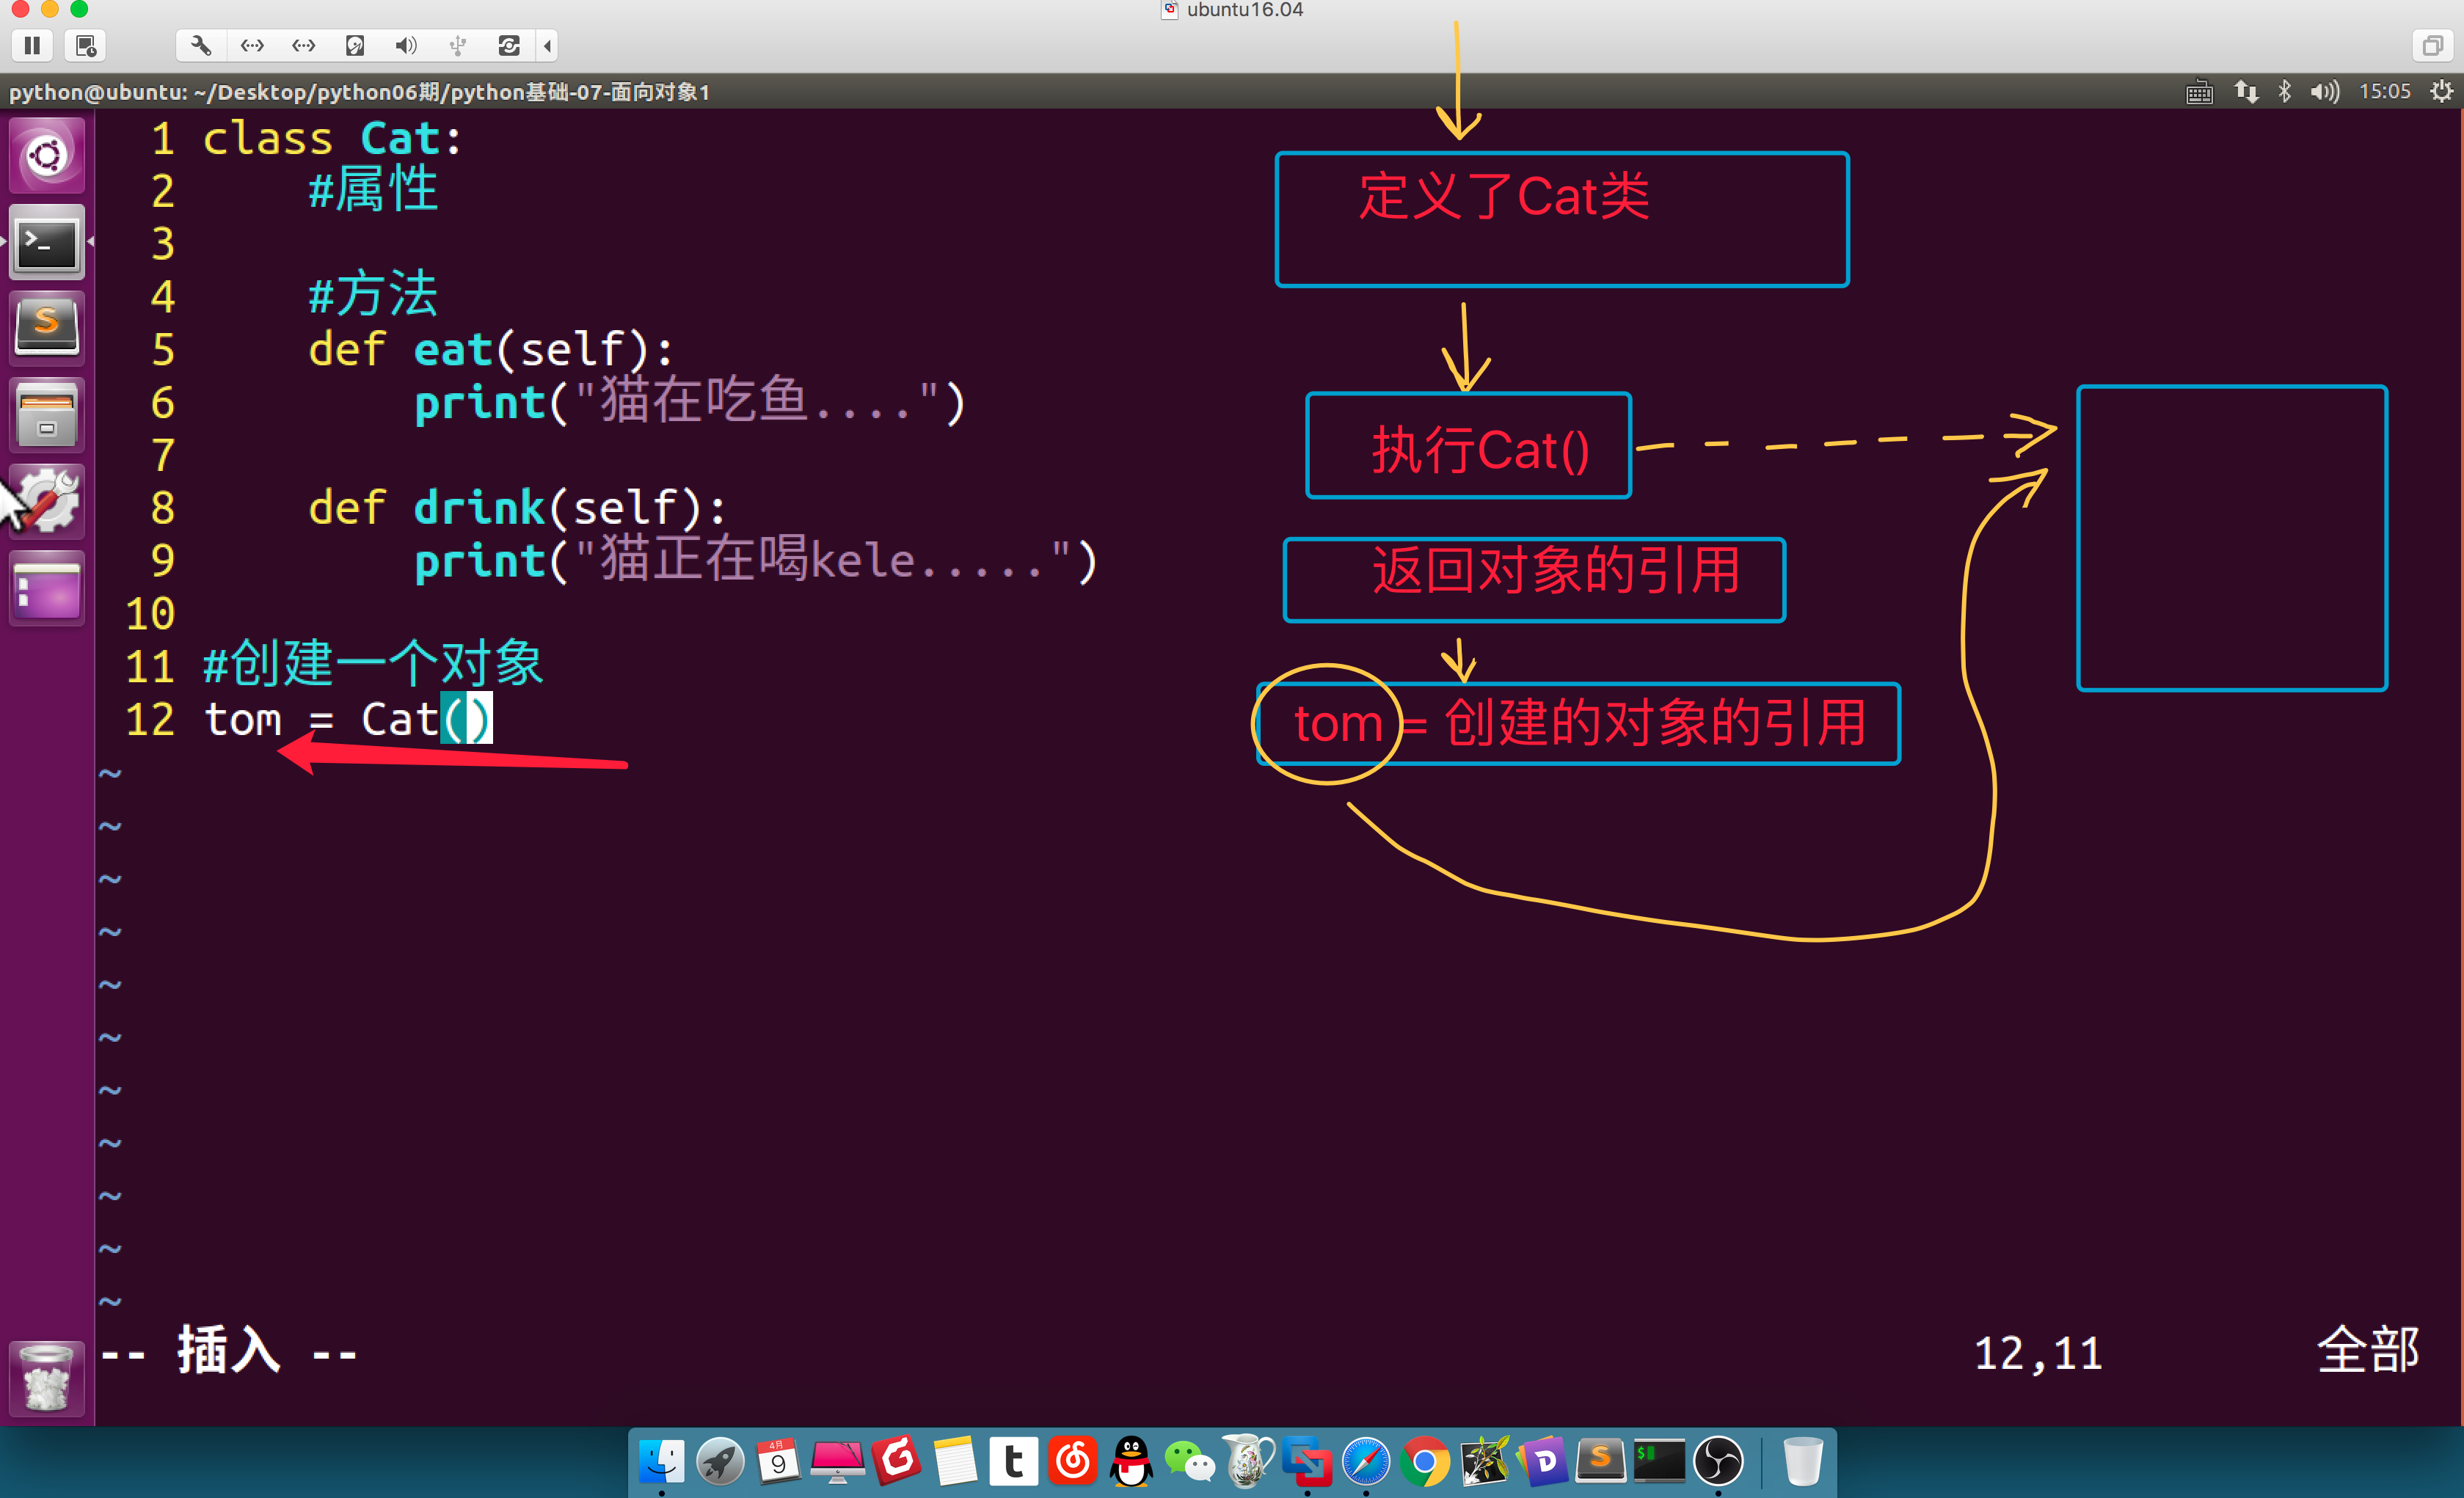 ubuntu16.04
python@ubuntu: ~/Desktop/python06期/python基础-07-面向对象1
15:05
1 class Cat:
2     #属性
3
4     #方法
5     def eat(self):
6         print("猫在吃鱼....")
7
8     def drink(self):
9         print("猫正在喝kele.....")
10
11 #创建一个对象
12 tom = Cat()
~
~
~
~
~
~
~
~
~
~
~
-- 插入 --
12,11
全部
定义了Cat类
执行Cat()
返回对象的引用
tom = 创建的对象的引用
4月
9